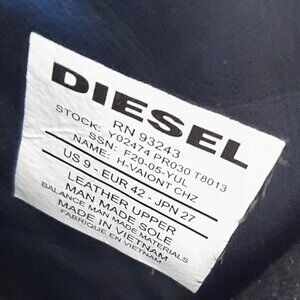 DIESEL
RN 93243
STOCK: Y02474 PR030 T8013
SSN: F20-05-YUL
NAME: H-VAIONT CHZ
US 9 - EUR 42 - JPN 27
LEATHER UPPER
MAN MADE SOLE
BALANCE MAN MADE MATERIALS
MADE IN VIETNAM
FABRIQUE EN VIETNAM